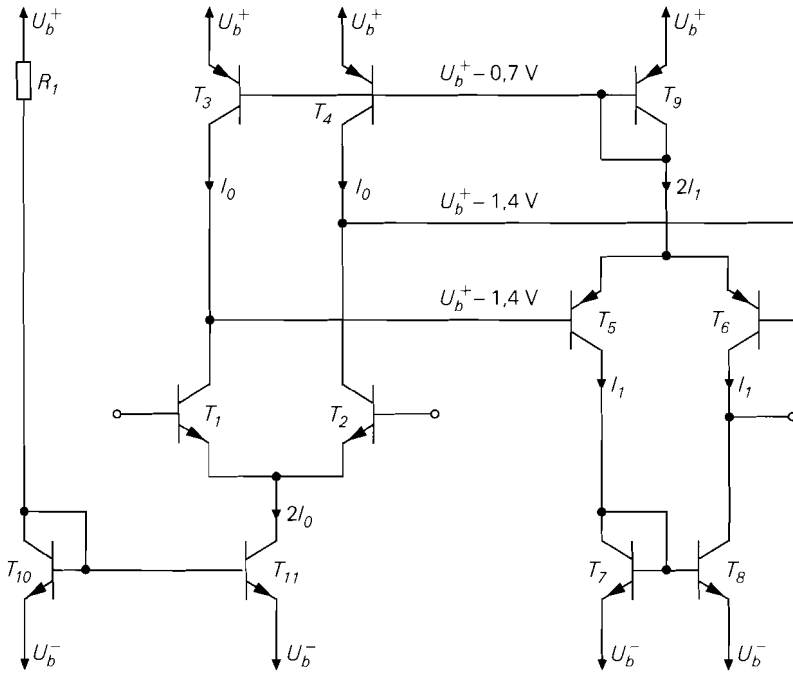 U_b^+
U_b^+
U_b^+
U_b^+
R_1
U_b^+ – 0,7 V
T_3
T_4
T_9
I_0
I_0
2I_1
U_b^+ – 1,4 V
U_b^+ – 1,4 V
T_5
T_6
I_1
I_1
T_1
T_2
2I_0
T_10
T_11
T_7
T_8
U_b^-
U_b^-
U_b^-
U_b^-